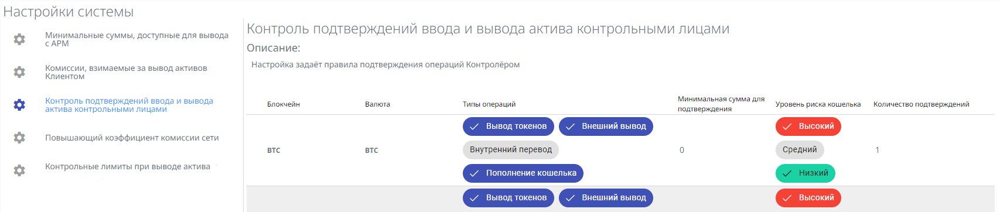 Настройки системы
Минимальные суммы, доступные для вывода
с АРМ
Комиссии, взимаемые за вывод активов
Клиентом
Контроль подтверждений ввода и вывода
актива контрольными лицами
Повышающий коэффициент комиссии сети
Контрольные лимиты при выводе актива
Контроль подтверждений ввода и вывода актива контрольными лицами
Описание:
Настройка задаёт правила подтверждения операций Контролёром
Блокчейн Валюта Типы операций Минимальная сумма для подтверждения Уровень риска кошелька Количество подтверждений
Вывод токенов Внешний вывод Высокий
BTC BTC Внутренний перевод 0 Средний 1
Пополнение кошелька Низкий
Вывод токенов Внешний вывод Высокий